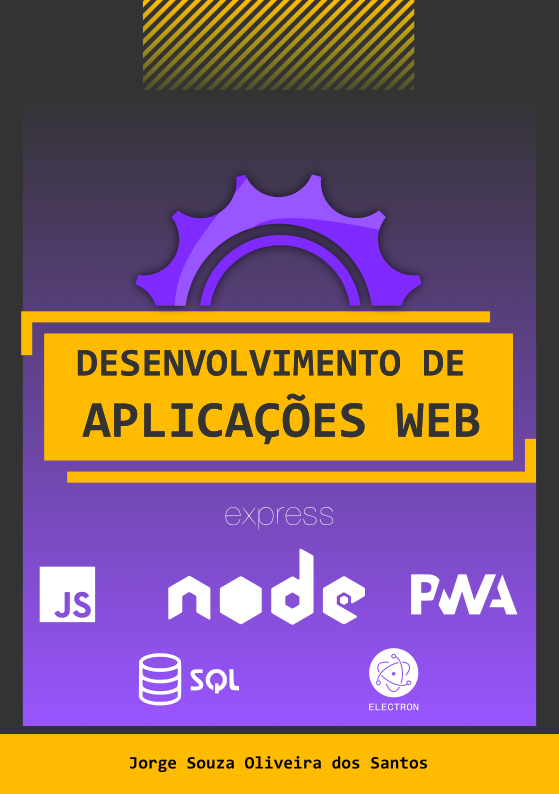 DESENVOLVIMENTO DE
APLICAÇÕES WEB
express
JS
node
PWA
SQL
ELECTRON
Jorge Souza Oliveira dos Santos